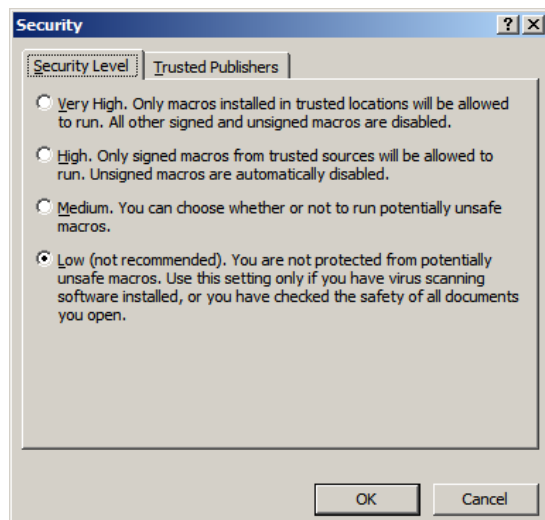 Security
Security Level Trusted Publishers
Very High. Only macros installed in trusted locations will be allowed
to run. All other signed and unsigned macros are disabled.
High. Only signed macros from trusted sources will be allowed to
run. Unsigned macros are automatically disabled.
Medium. You can choose whether or not to run potentially unsafe
macros.
Low (not recommended). You are not protected from potentially
unsafe macros. Use this setting only if you have virus scanning
software installed, or you have checked the safety of all documents
you open.
OK Cancel